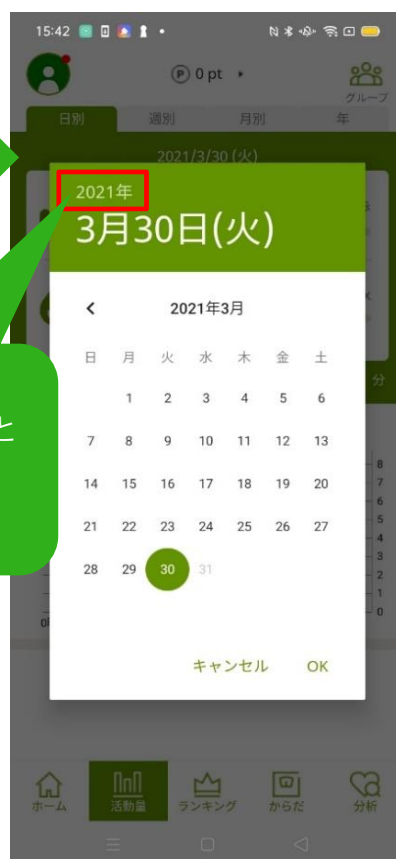 15:42
P 0 pt
グループ
日別 週別 月別 年
2021/3/30 (火)
2021年
3月30日(火)
2021年3月
日 月 火 水 木 金 土
1 2 3 4 5 6
7 8 9 10 11 12 13
14 15 16 17 18 19 20
21 22 23 24 25 26 27
28 29 30 31
キャンセル OK
と
分
8
7
6
5
4
3
2
1
0
ホーム 活動量 ランキング からだ 分析